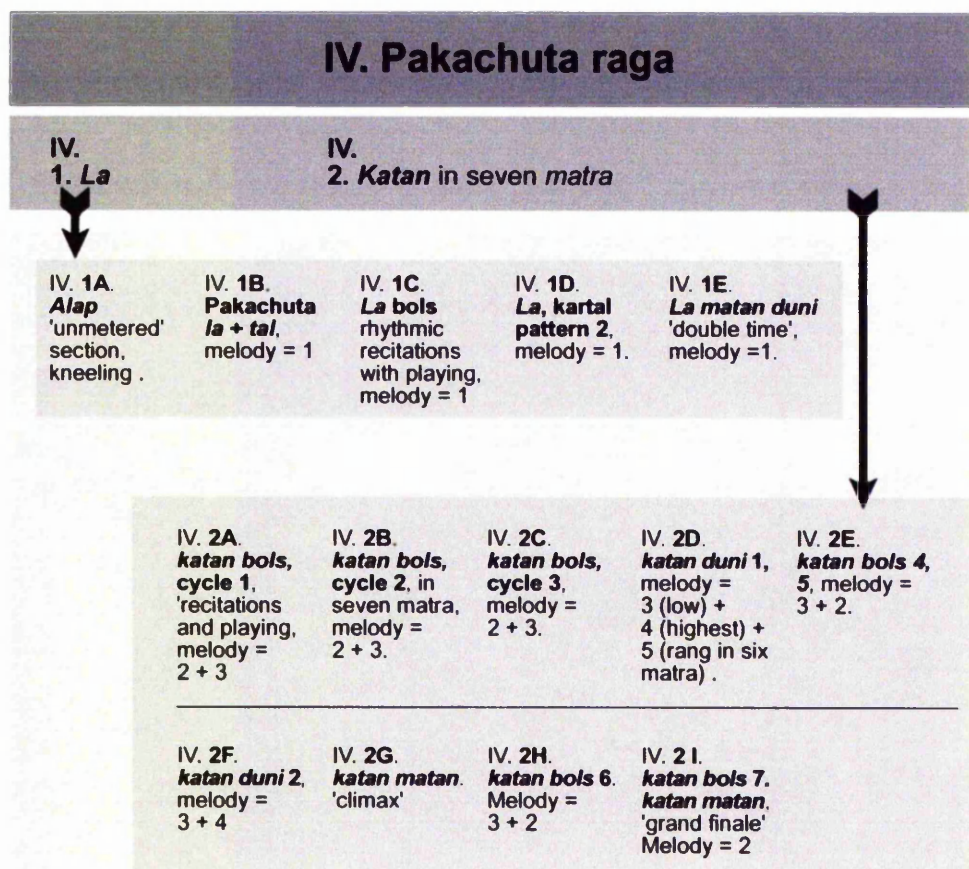 IV. Pakachuta raga
IV.
1. La
IV.
2. Katan in seven matra
IV. 1A.
Alap
'unmetered'
section,
kneeling .
IV. 1B.
Pakachuta
la + tal,
melody = 1
IV. 1C.
La bols
rhythmic
recitations
with playing,
melody = 1
IV. 1D.
La, kartal
pattern 2,
melody = 1.
IV. 1E.
La matan duni
'double time',
melody =1.
IV. 2A.
katan bols,
cycle 1,
'recitations
and playing,
melody =
2 + 3
IV. 2B.
katan bols,
cycle 2, in
seven matra,
melody =
2 + 3.
IV. 2C.
katan bols,
cycle 3,
melody =
2 + 3.
IV. 2D.
katan duni 1,
melody =
3 (low) +
4 (highest) +
5 (rang in six
matra) .
IV. 2E.
katan bols 4,
5, melody =
3 + 2.
IV. 2F.
katan duni 2,
melody =
3 + 4
IV. 2G.
katan matan.
'climax'
IV. 2H.
katan bols 6.
Melody =
3 + 2
IV. 2 I.
katan bols 7.
katan matan,
'grand finale'
Melody = 2